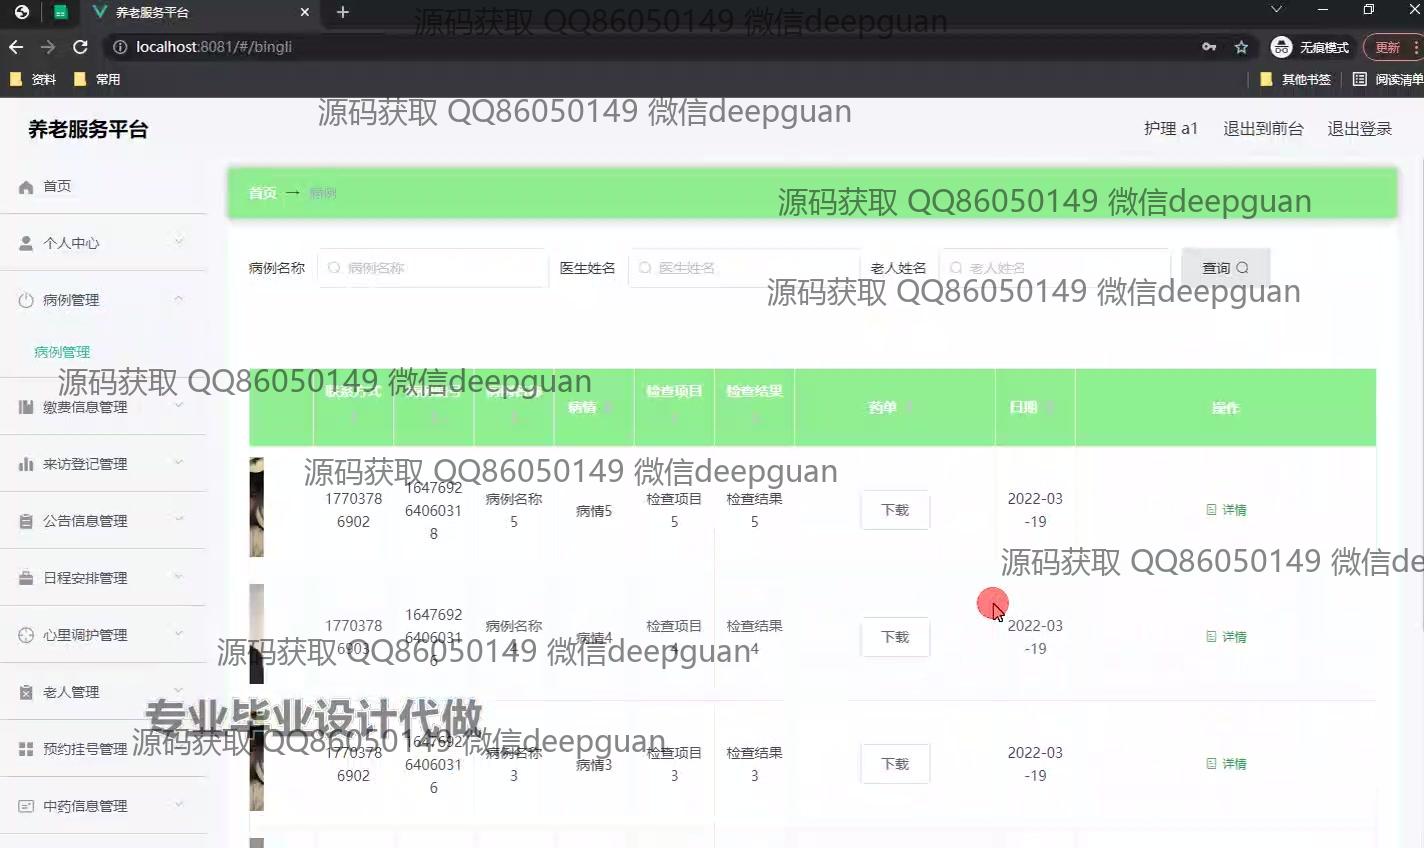 养老服务平台
源码获取 QQ86050149 微信deepguan
localhost:8081/#/bingli
无痕模式
更新
资料
常用
其他书签
阅读清单
养老服务平台
源码获取 QQ86050149 微信deepguan
护理 a1
退出到前台
退出登录
首页
首页 → 病例
源码获取 QQ86050149 微信deepguan
个人中心
病例名称
病例名称
医生姓名
医生姓名
老人姓名
老人姓名
查询
源码获取 QQ86050149 微信deepguan
病例管理
病例管理
源码获取 QQ86050149 微信deepguan
联系方式
病情
检查项目
检查结果
药单
日期
操作
缴费信息管理
来访登记管理
源码获取 QQ86050149 微信deepguan
1770378
6902
1647692
6406031
8
病例名称
5
病情5
检查项目
5
检查结果
5
下载
2022-03
-19
详情
公告信息管理
源码获取 QQ86050149 微信deep
日程安排管理
心里调护管理
1770378
6903
1647692
6406031
病例名称
4
病情4
检查项目
4
检查结果
4
下载
2022-03
-19
详情
源码获取 QQ86050149 微信deepguan
老人管理
专业毕业设计代做
源码获取 QQ86050149 微信deepguan
预约挂号管理
1770378
6902
1647692
6406031
6
病例名称
3
病情3
检查项目
3
检查结果
3
下载
2022-03
-19
详情
中药信息管理